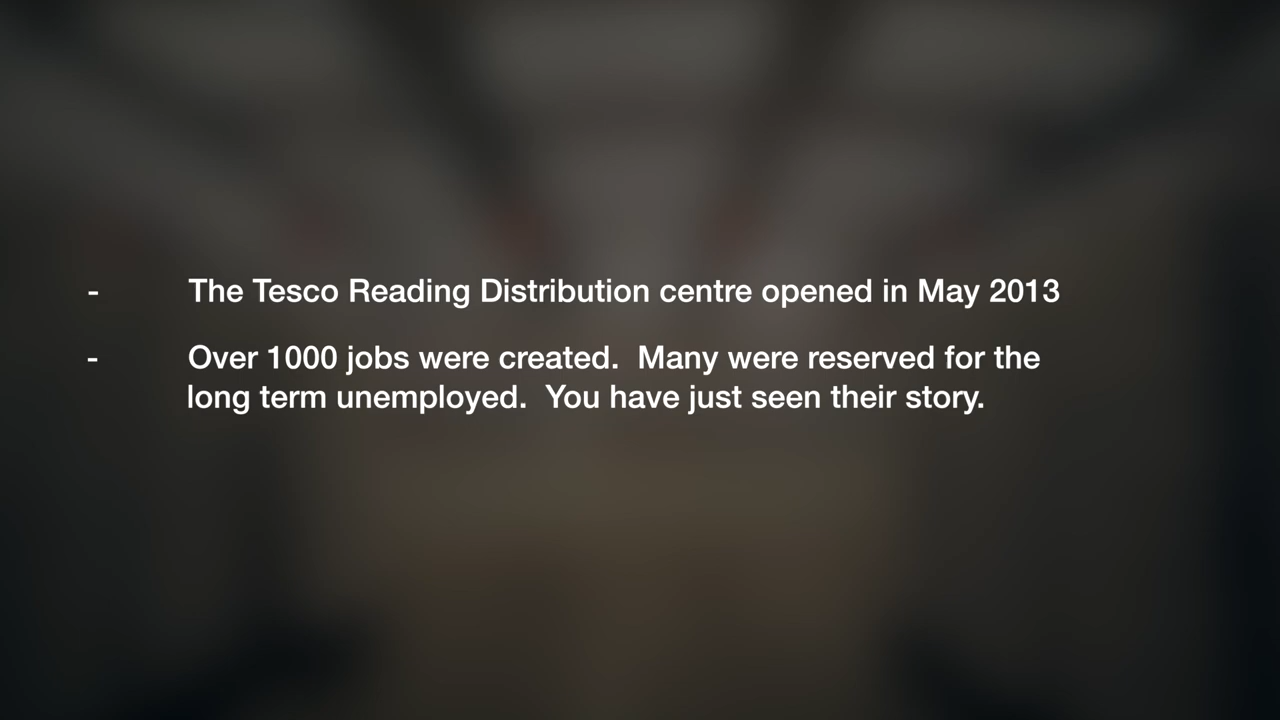 - The Tesco Reading Distribution centre opened in May 2013
- Over 1000 jobs were created.  Many were reserved for the
long term unemployed.  You have just seen their story.